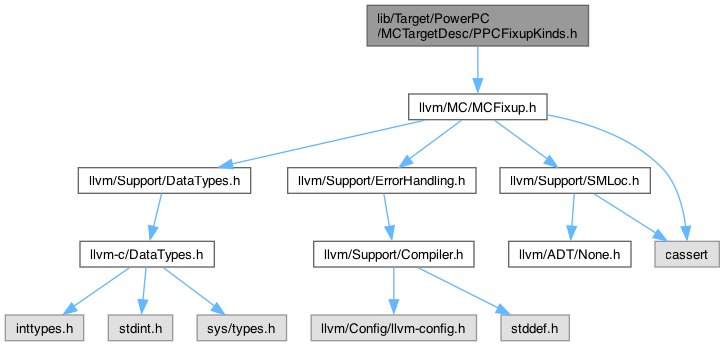 lib/Target/PowerPC
/MCTargetDesc/PPCFixupKinds.h
llvm/MC/MCFixup.h
llvm/Support/DataTypes.h
llvm/Support/ErrorHandling.h
llvm/Support/SMLoc.h
llvm-c/DataTypes.h
llvm/Support/Compiler.h
llvm/ADT/None.h
cassert
inttypes.h
stdint.h
sys/types.h
llvm/Config/llvm-config.h
stddef.h